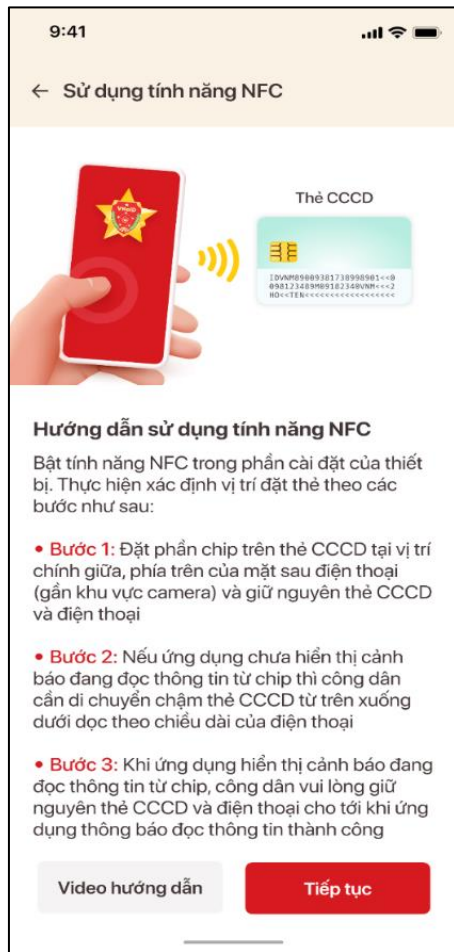 9:41
← Sử dụng tính năng NFC
Thẻ CCCD
VNeID
IDVNM8909381738998901<<0
098123489M09182340VNM<<<2
HO<<TEN<<<<<<<<<<<<<<<<<<
Hướng dẫn sử dụng tính năng NFC
Bật tính năng NFC trong phần cài đặt của thiết
bị. Thực hiện xác định vị trí đặt thẻ theo các
bước như sau:
• Bước 1: Đặt phần chip trên thẻ CCCD tại vị trí
chính giữa, phía trên của mặt sau điện thoại
(gần khu vực camera) và giữ nguyên thẻ CCCD
và điện thoại
• Bước 2: Nếu ứng dụng chưa hiển thị cảnh
báo đang đọc thông tin từ chip thì công dân
cần di chuyển chậm thẻ CCCD từ trên xuống
dưới dọc theo chiều dài của điện thoại
• Bước 3: Khi ứng dụng hiển thị cảnh báo đang
đọc thông tin từ chip, công dân vui lòng giữ
nguyên thẻ CCCD và điện thoại cho tới khi ứng
dụng thông báo đọc thông tin thành công
Video hướng dẫn
Tiếp tục